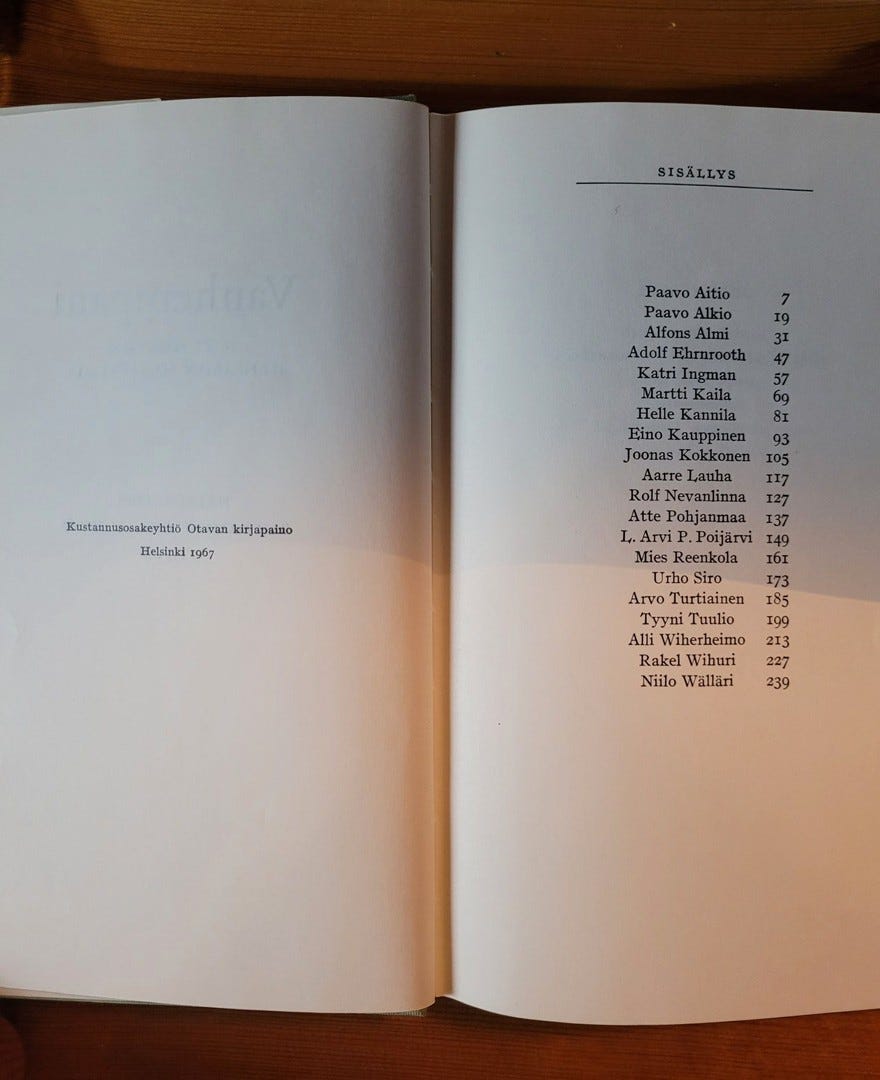 Kustannusosakeyhtiö Otavan kirjapaino
Helsinki 1967
SISÄLLYS
Paavo Aitio 7
Paavo Alkio 19
Alfons Almi 31
Adolf Ehrnrooth 47
Katri Ingman 57
Martti Kaila 69
Helle Kannila 81
Eino Kauppinen 93
Joonas Kokkonen 105
Aarre Lauha 117
Rolf Nevanlinna 127
Atte Pohjanmaa 137
L. Arvi P. Poijärvi 149
Mies Reenkola 161
Urho Siro 173
Arvo Turtiainen 185
Tyyni Tuulio 199
Alli Wiherheimo 213
Rakel Wihuri 227
Niilo Wälläri 239